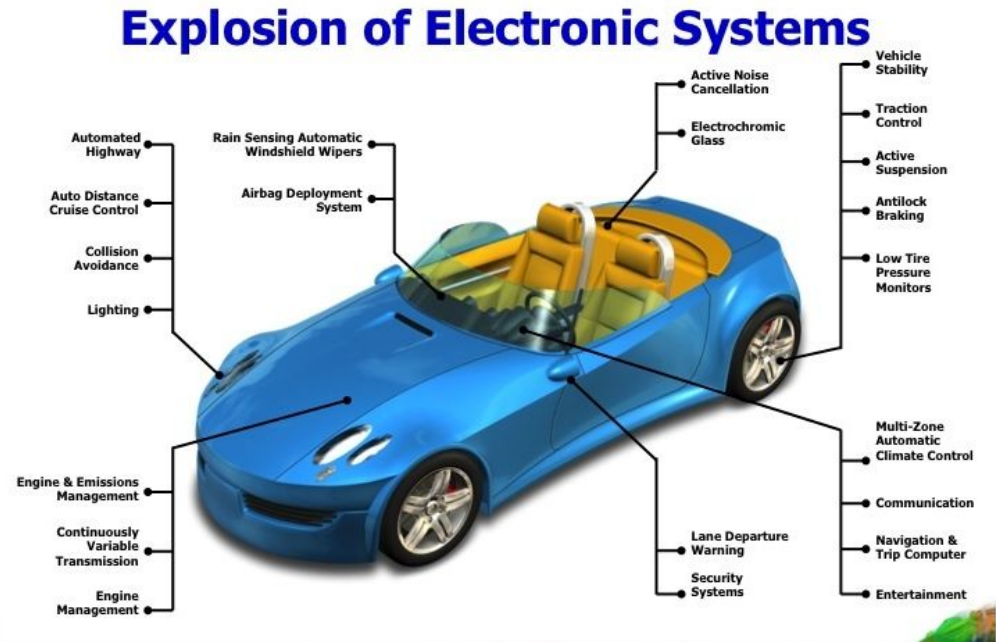 Explosion of Electronic Systems
Automated
Highway
Auto Distance
Cruise Control
Collision
Avoidance
Lighting
Rain Sensing Automatic
Windshield Wipers
Airbag Deployment
System
Active Noise
Cancellation
Electrochromic
Glass
Vehicle
Stability
Traction
Control
Active
Suspension
Antilock
Braking
Low Tire
Pressure
Monitors
Engine & Emissions
Management
Continuously
Variable
Transmission
Engine
Management
Lane Departure
Warning
Security
Systems
Multi-Zone
Automatic
Climate Control
Communication
Navigation &
Trip Computer
Entertainment